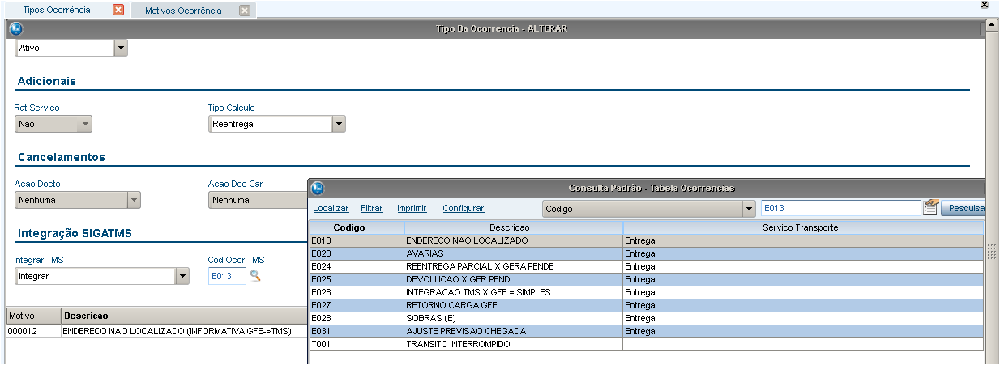 Tipos Ocorrência
Motivos Ocorrência
Tipo Da Ocorrencia - ALTERAR
Ativo
Adicionais
Rat Servico
Tipo Calculo
Nao
Reentrega
Cancelamentos
Acao Docto
Acao Doc Car
Nenhuma
Nenhuma
Integração SIGATMS
Integrar TMS
Cod Ocor TMS
Integrar
E013
Motivo Descricao
000012 ENDERECO NAO LOCALIZADO (INFORMATIVA GFE->TMS)
Consulta Padrão - Tabela Ocorrencias
Localizar Filtrar Imprimir Configurar Codigo E013 Pesquisa
Codigo Descricao Servico Transporte
E013 ENDERECO NAO LOCALIZADO Entrega
E023 AVARIAS Entrega
E024 REENTREGA PARCIAL X GERA PENDE Entrega
E025 DEVOLUCAO X GER PEND Entrega
E026 INTEGRACAO TMS X GFE = SIMPLES Entrega
E027 RETORNO CARGA GFE Entrega
E028 SOBRAS (E) Entrega
E031 AJUSTE PREVISAO CHEGADA Entrega
T001 TRANSITO INTERROMPIDO